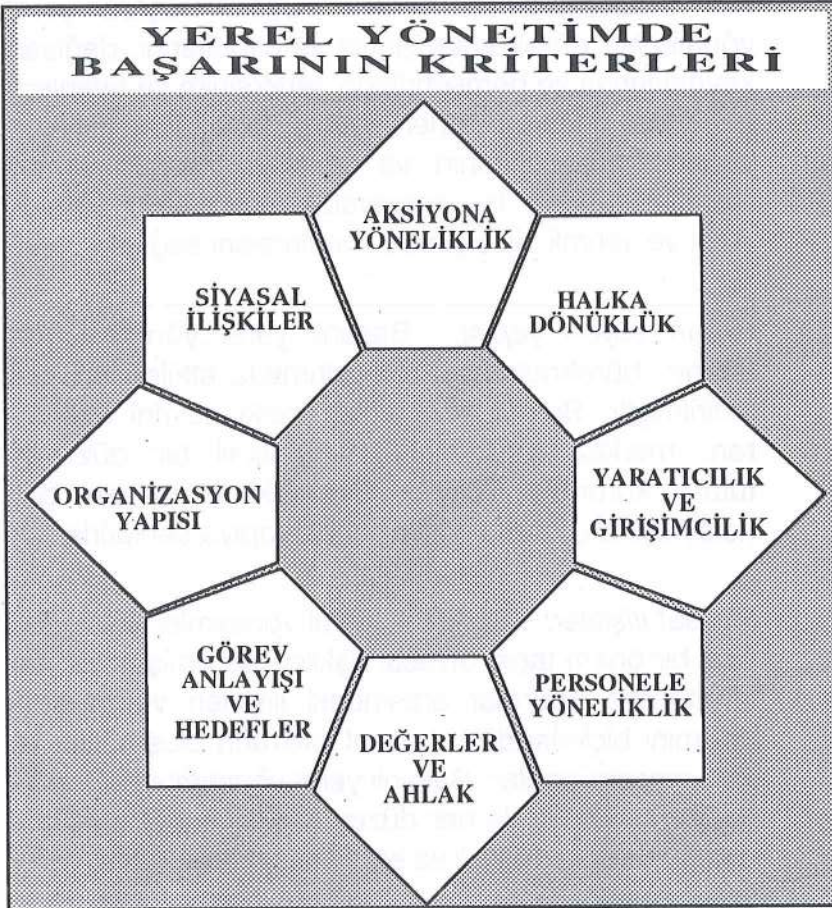 YEREL YÖNETİMDE
BAŞARININ KRİTERLERİ
AKSİYONA
YÖNELİKLİK
SİYASAL
İLİŞKİLER
HALKA
DÖNÜKLÜK
ORGANİZASYON
YAPISI
YARATICILIK
VE
GİRİŞİMCİLİK
GÖREV
ANLAYIŞI
VE
HEDEFLER
PERSONELE
YÖNELİKLİK
DEĞERLER
VE
AHLAK